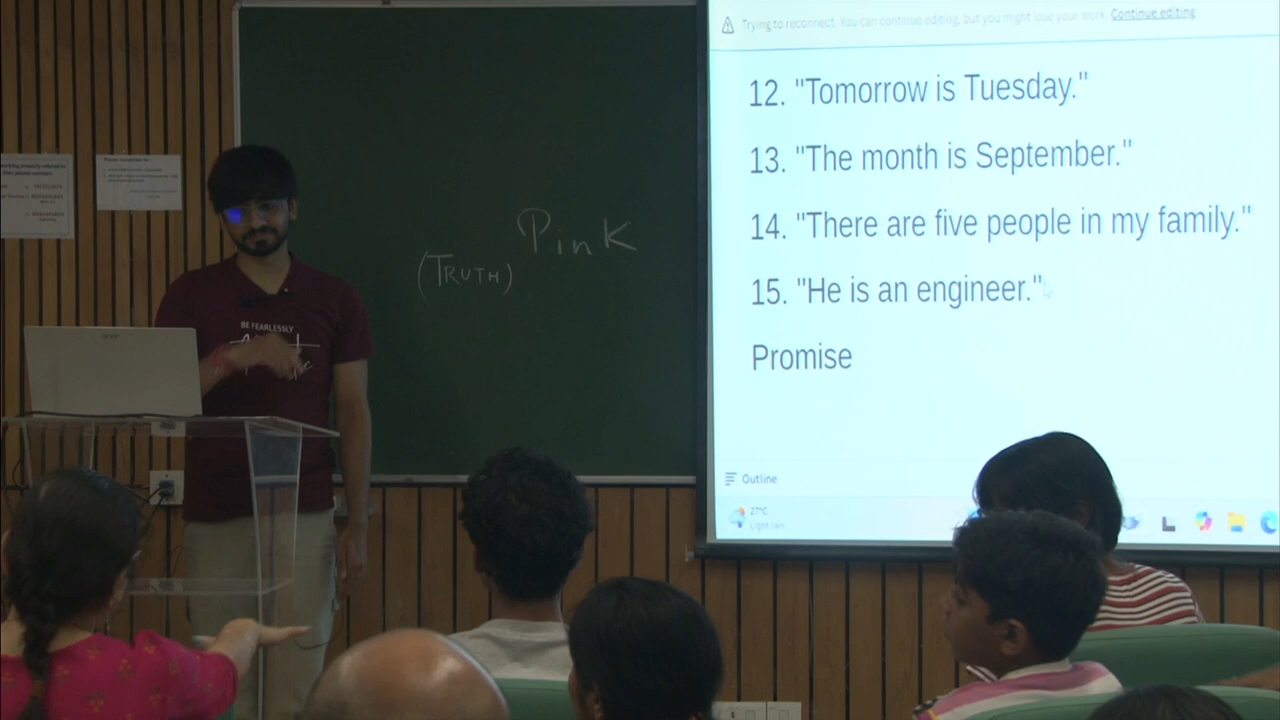 Trying to reconnect. You can continue editing, but you might lose your work. Continue editing
12. "Tomorrow is Tuesday."
13. "The month is September."
14. "There are five people in my family."
15. "He is an engineer."
Promise
Outline
27°C
Light rain
Pink
(TRUTH)
BE FEARLESSLY
acer